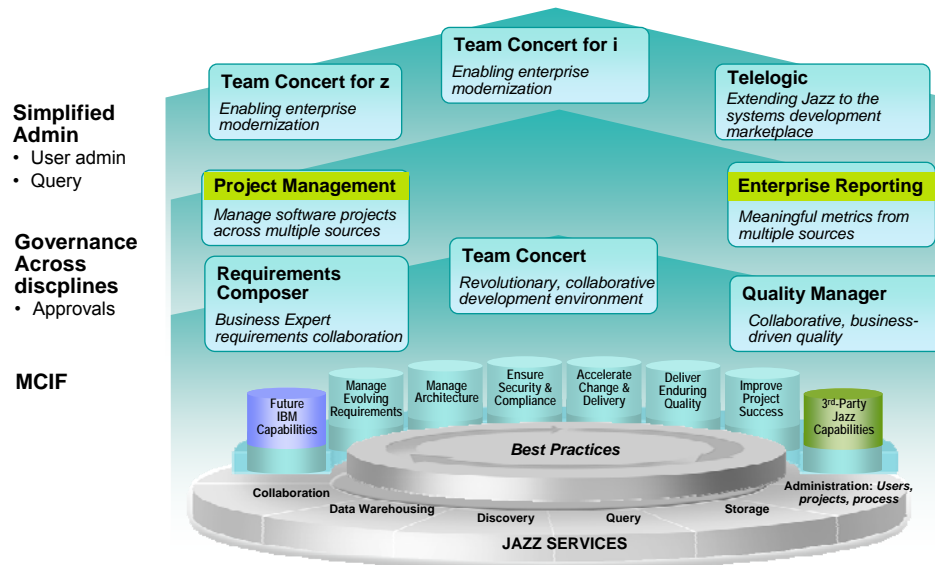 Team Concert for i
Enabling enterprise
modernization
Team Concert for z
Enabling enterprise
modernization
Telelogic
Extending Jazz to the
systems development
marketplace
Simplified
Admin
• User admin
• Query
Project Management
Manage software projects
across multiple sources
Enterprise Reporting
Meaningful metrics from
multiple sources
Governance
Across
discplines
• Approvals
Team Concert
Revolutionary, collaborative
development environment
Requirements
Composer
Business Expert
requirements collaboration
Quality Manager
Collaborative, business-
driven quality
MCIF
Future
IBM
Capabilities
Manage
Evolving
Requirements
Manage
Architecture
Ensure
Security &
Compliance
Accelerate
Change &
Delivery
Deliver
Enduring
Quality
Improve
Project
Success
3rd-Party
Jazz
Capabilities
Best Practices
Collaboration
Data Warehousing
Discovery
Query
Storage
Administration: Users,
projects, process
JAZZ SERVICES